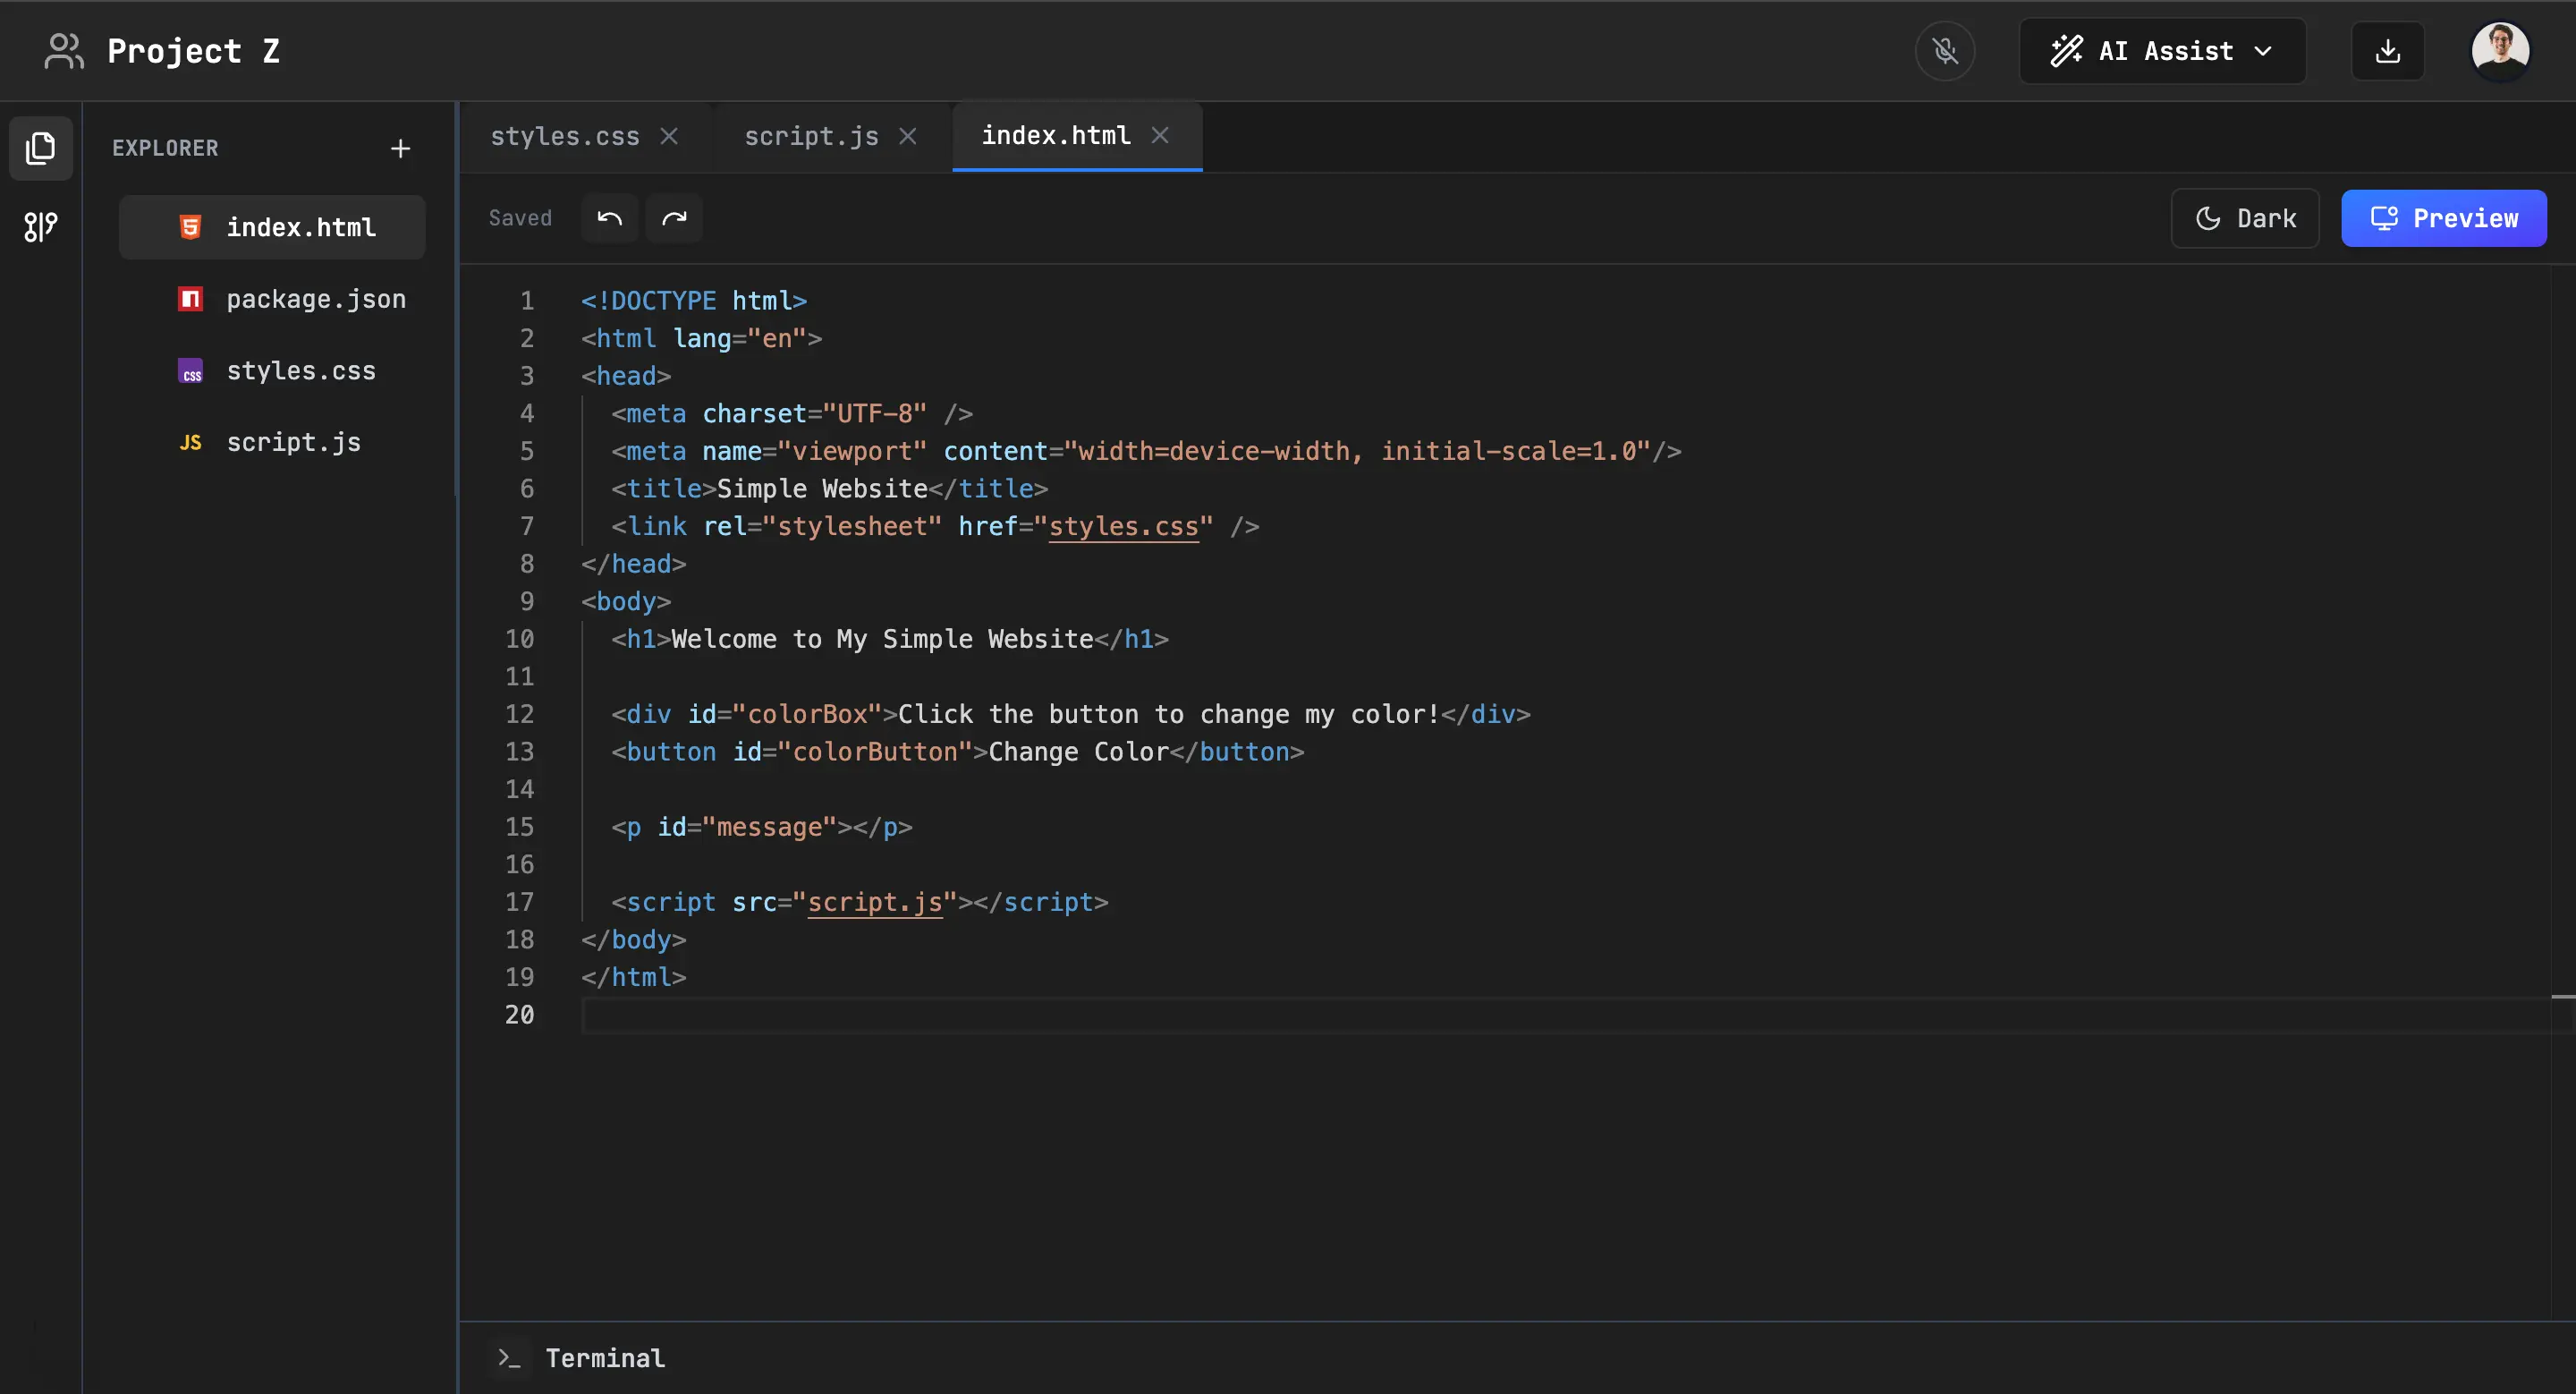 Project Z
AI Assist
EXPLORER
index.html
package.json
styles.css
script.js
styles.css
script.js
index.html
Saved
Dark
Preview
1 <!DOCTYPE html>
2 <html lang="en">
3 <head>
4   <meta charset="UTF-8" />
5   <meta name="viewport" content="width=device-width, initial-scale=1.0"/>
6   <title>Simple Website</title>
7   <link rel="stylesheet" href="styles.css" />
8 </head>
9 <body>
10   <h1>Welcome to My Simple Website</h1>
11
12   <div id="colorBox">Click the button to change my color!</div>
13   <button id="colorButton">Change Color</button>
14
15   <p id="message"></p>
16
17   <script src="script.js"></script>
18 </body>
19 </html>
20
Terminal